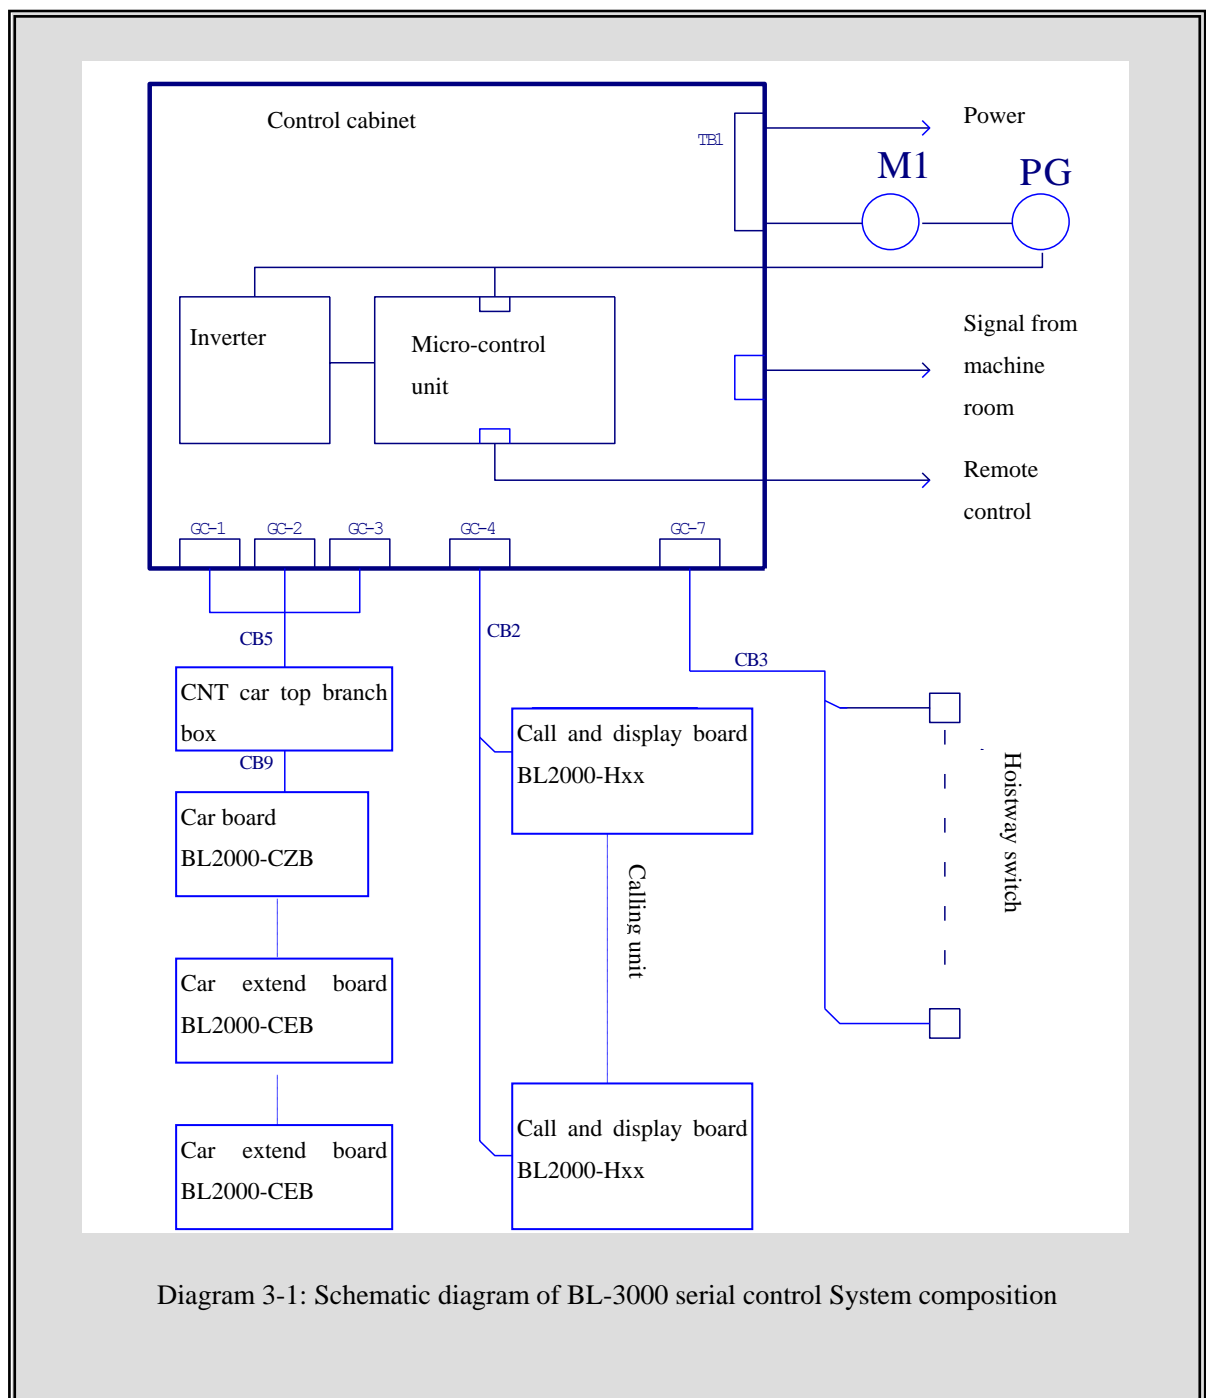 Control cabinet
TB1
Power
M1
PG
Inverter
Micro-control
unit
Signal from
machine
room
Remote
control
GC-1
GC-2
GC-3
GC-4
GC-7
CB5
CB2
CB3
CNT car top branch
box
CB9
Car board
BL2000-CZB
Call and display board
BL2000-Hxx
Hoistway switch
Calling unit
Car extend board
BL2000-CEB
Car extend board
BL2000-CEB
Call and display board
BL2000-Hxx
Diagram 3-1: Schematic diagram of BL-3000 serial control System composition